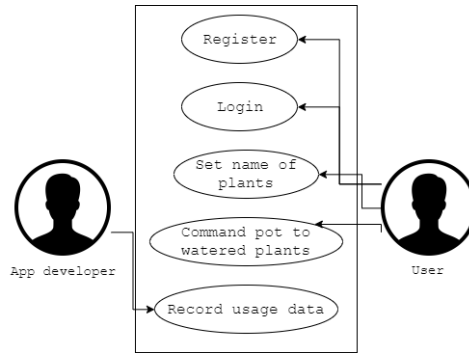 Register
Login
Set name of
plants
Command pot to
watered plants
Record usage data
App developer
User